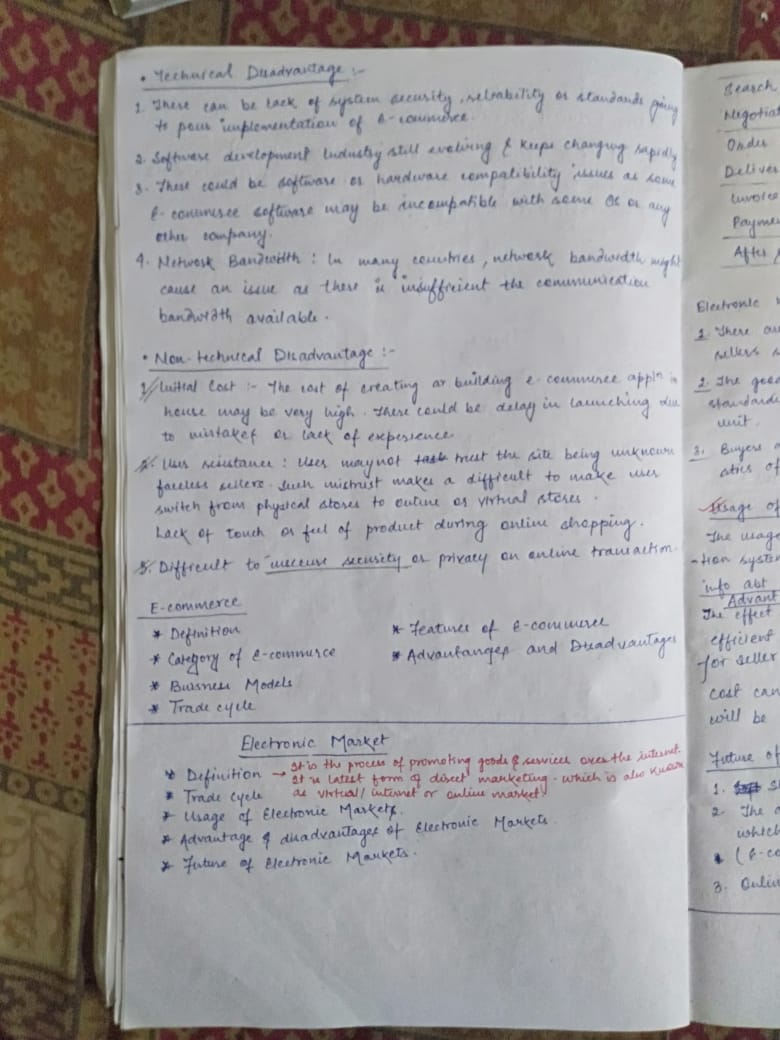 • Technical Disadvantage :-
1. There can be lack of system security, reliability or standards going
to poor implementation of E-commerce.
2. Software development Industry still evolving & keeps changing rapidly
3. There could be software or hardware compatibility issues as some
E-commerce software may be incompatible with some OS or any
other company.
4. Network Bandwidth : In many countries, network bandwidth might
cause an issue as there is insufficient the communication
bandwidth available.
• Non-technical Disadvantage :-
1. Initial Cost :- The cost of creating or building e-commerce appln in
house may be very high. There could be delay in launching due
to mistakes or lack of experience.
2. User resistance : User may not trust the site being unknown
faceless sellers. Such mistrust makes a difficult to make user
switch from physical stores to online or virtual stores.
Lack of touch or feel of product during online shopping.
3. Difficult to security or privacy on online transaction.
E-commerce
* Definition
* Category of E-commerce
* Buisness Models
* Trade cycle
* Features of E-commerce
* Advantanges and Disadvantages
Electronic Market
* Definition → It is the process of promoting goods & services over the internet.
It is latest form of direct marketing. which is also known
as virtual/internet or online market
* Trade cycle
* Usage of Electronic Markets.
* Advantage & disadvantages of Electronic Markets.
* Future of Electronic Markets.
Search
Negotiat
Order
Deliver
Invoice
Payme
After
Electronic
1. There are
sellers
2. The good
standardi
unit.
3. Buyers
Usage of
The usage
-tion system
info abt
Advant
The effect
efficient
for seller
cost can
will be
Future of
1.
2. The
which
(E-co
3. Onlin